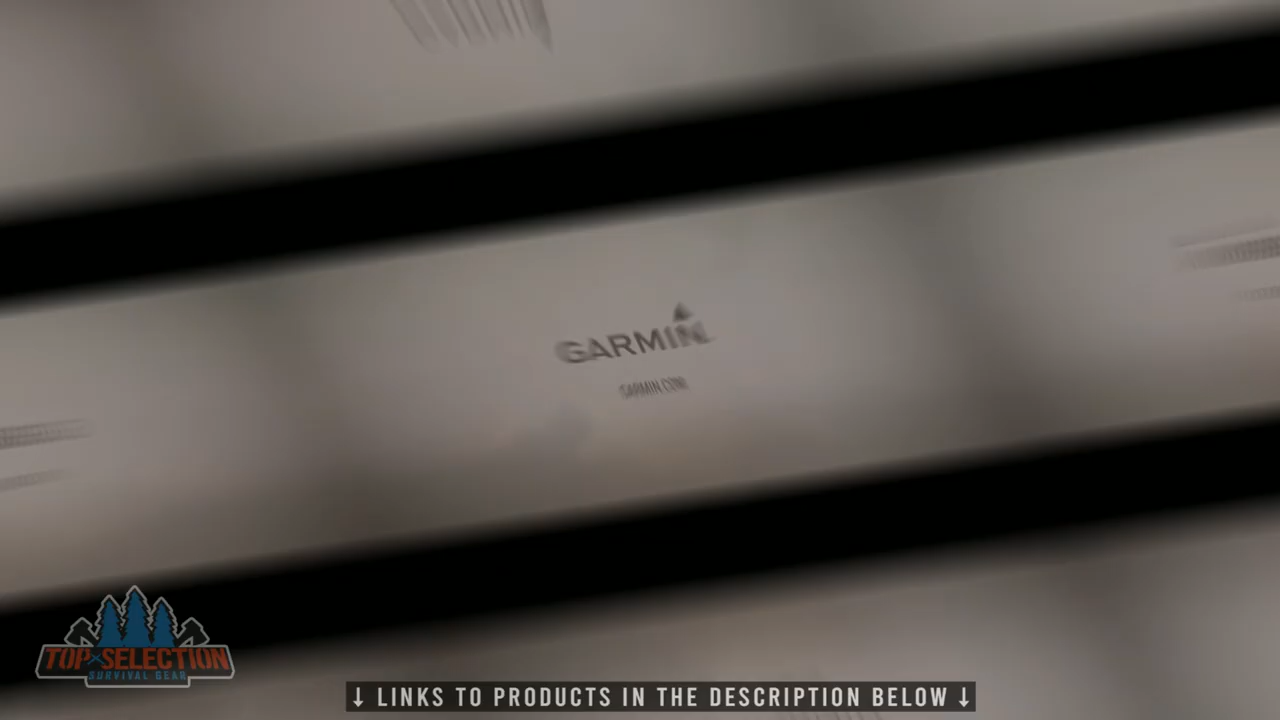 GARMIN
GARMIN.COM
TOP SELECTION
SURVIVAL GEAR
↓ LINKS TO PRODUCTS IN THE DESCRIPTION BELOW ↓